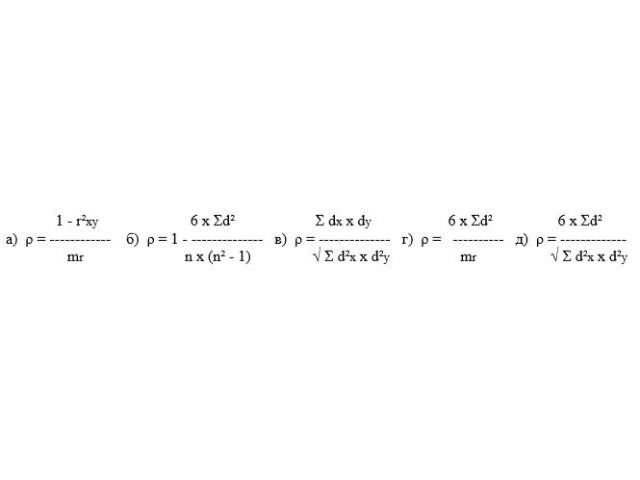 1 - r²xy 6 x Σd² Σ dx x dy 6 x Σd² 6 x Σd²
а) ρ = ------------ б) ρ = 1 - --------------- в) ρ = --------------- г) ρ = ---------- д) ρ = --------------
mr n x (n² - 1) √ Σ d²x x d²y mr √ Σ d²x x d²y